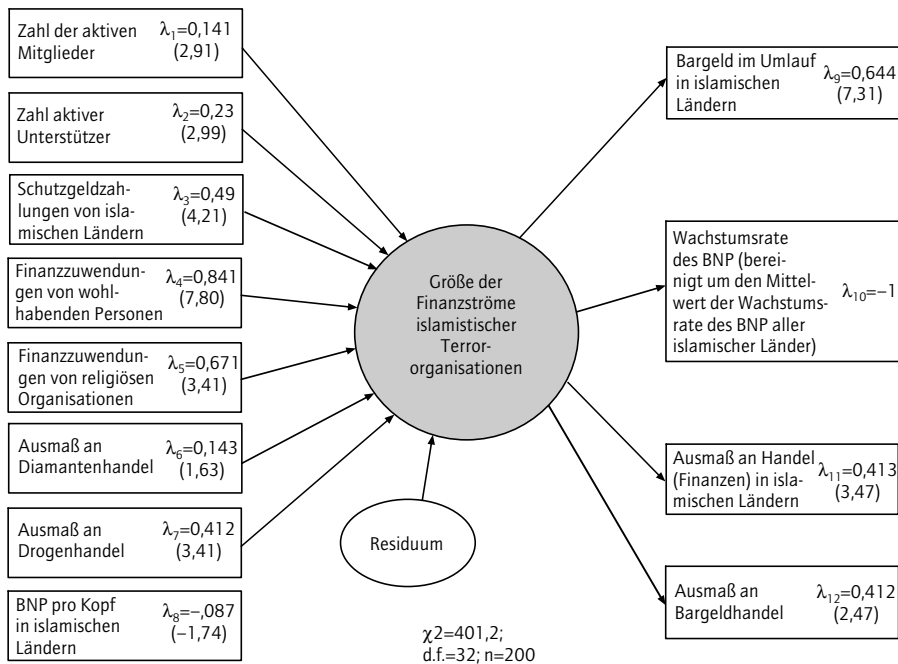 Zahl der aktiven
Mitglieder
λ1=0,141
(2,91)
Zahl aktiver
Unterstützer
λ2=0,23
(2,99)
Schutzgeldzah-
lungen von isla-
mischen Ländern
λ3=0,49
(4,21)
Finanzzuwendun-
gen von wohl-
habenden Personen
λ4=0,841
(7,80)
Finanzzuwendun-
gen von religiösen
Organisationen
λ5=0,671
(3,41)
Ausmaß an
Diamantenhandel
λ6=0,143
(1,63)
Ausmaß an
Drogenhandel
λ7=0,412
(3,41)
BNP pro Kopf
in islamischen
Ländern
λ8=–,087
(–1,74)
Größe der
Finanzströme
islamistischer
Terror-
organisationen
Residuum
χ2=401,2;
d.f.=32; n=200
Bargeld im Umlauf
in islamischen
Ländern
λ9=0,644
(7,31)
Wachstumsrate
des BNP (berei-
nigt um den Mittel-
wert der Wachstums-
rate des BNP aller
islamischer Länder)
λ10=–1
Ausmaß an Handel
(Finanzen) in isla-
mischen Ländern
λ11=0,413
(3,47)
Ausmaß an
Bargeldhandel
λ12=0,412
(2,47)